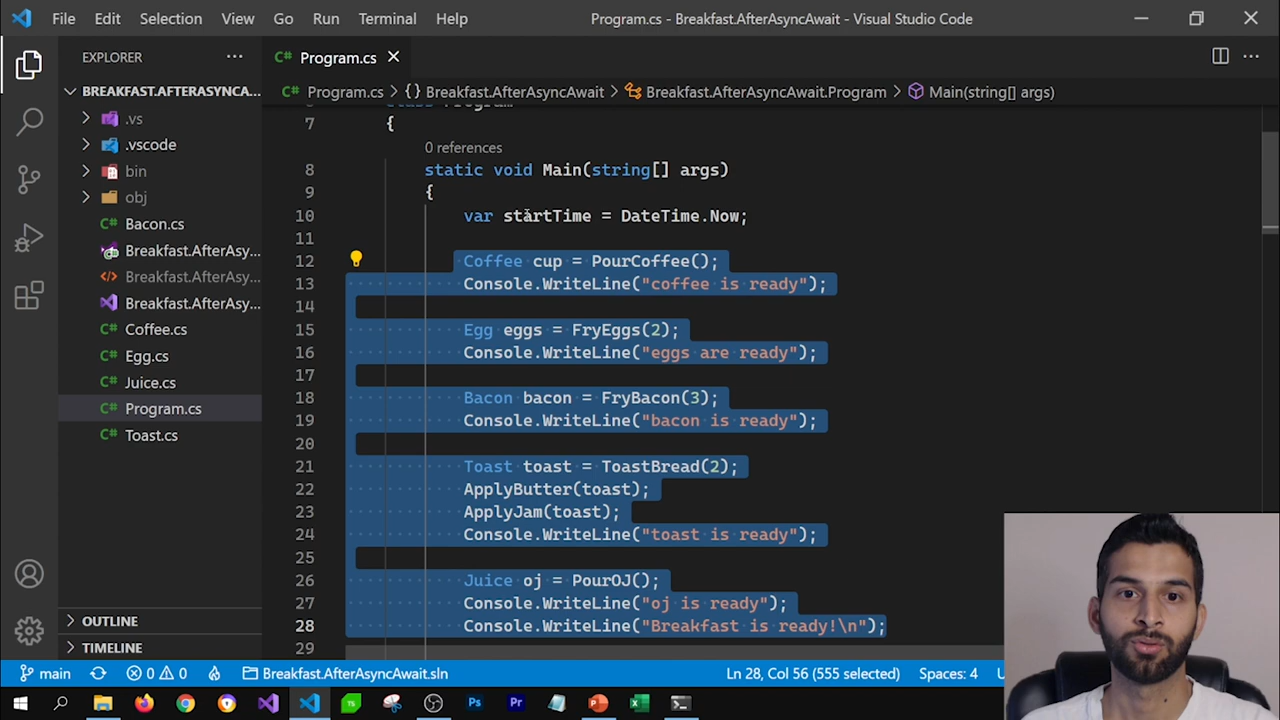 File Edit Selection View Go Run Terminal Help Program.cs - Breakfast.AfterAsyncAwait - Visual Studio Code
EXPLORER ···
BREAKFAST.AFTERASYNCA...
.vs
.vscode
bin
obj
Bacon.cs
Breakfast.AfterAsy...
Breakfast.AfterAsy...
Breakfast.AfterAsy...
Coffee.cs
Egg.cs
Juice.cs
Program.cs
Toast.cs
OUTLINE
TIMELINE
C# Program.cs
C# Program.cs > {} Breakfast.AfterAsyncAwait > Breakfast.AfterAsyncAwait.Program > Main(string[] args)
7 {
0 references
8 static void Main(string[] args)
9 {
10 var startTime = DateTime.Now;
11
12 Coffee cup = PourCoffee();
13 Console.WriteLine("coffee is ready");
14
15 Egg eggs = FryEggs(2);
16 Console.WriteLine("eggs are ready");
17
18 Bacon bacon = FryBacon(3);
19 Console.WriteLine("bacon is ready");
20
21 Toast toast = ToastBread(2);
22 ApplyButter(toast);
23 ApplyJam(toast);
24 Console.WriteLine("toast is ready");
25
26 Juice oj = PourOJ();
27 Console.WriteLine("oj is ready");
28 Console.WriteLine("Breakfast is ready!\n");
29
main 0 0 Breakfast.AfterAsyncAwait.sln Ln 28, Col 56 (555 selected) Spaces: 4
Ps Pr